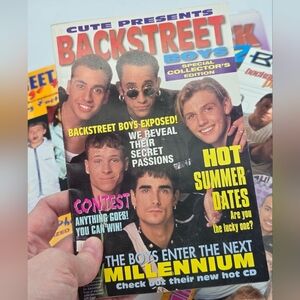 CUTE PRESENTS
BACKSTREET
BOYS
SPECIAL
COLLECTOR'S
EDITION
BACKSTREET BOYS EXPOSED!
WE REVEAL
THEIR
SECRET
PASSIONS
HOT
SUMMER
DATES
Are you
the lucky one?
CONTEST
ANYTHING GOES!
YOU CAN WIN!
THE BOYS ENTER THE NEXT
MILLENNIUM
Check out their new hot CD